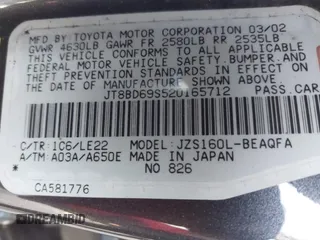 MFD BY TOYOTA MOTOR CORPORATION 03/02
GVWR 4630LB GAWR FR 2580LB RR 2535LB
THIS VEHICLE CONFORMS TO ALL APPLICABLE
FEDERAL MOTOR VEHICLE SAFETY,BUMPER,AND
THEFT PREVENTION STANDARDS IN EFFECT ON
THE DATE OF MANUFACTURE SHOWN ABOVE.
JT8BD69S520165712 PASS.CAR
C/TR:1C6/LE22 MODEL:JZS160L-BEAQFA
A/TM:A03A/A650E MADE IN JAPAN
NO 826
CA581776